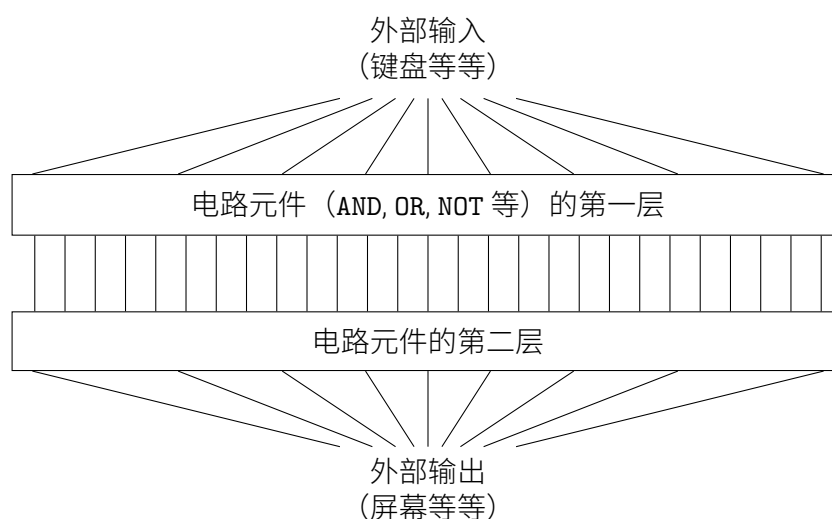 外部输入
（键盘等等）
电路元件（AND, OR, NOT 等）的第一层
电路元件的第二层
外部输出
（屏幕等等）